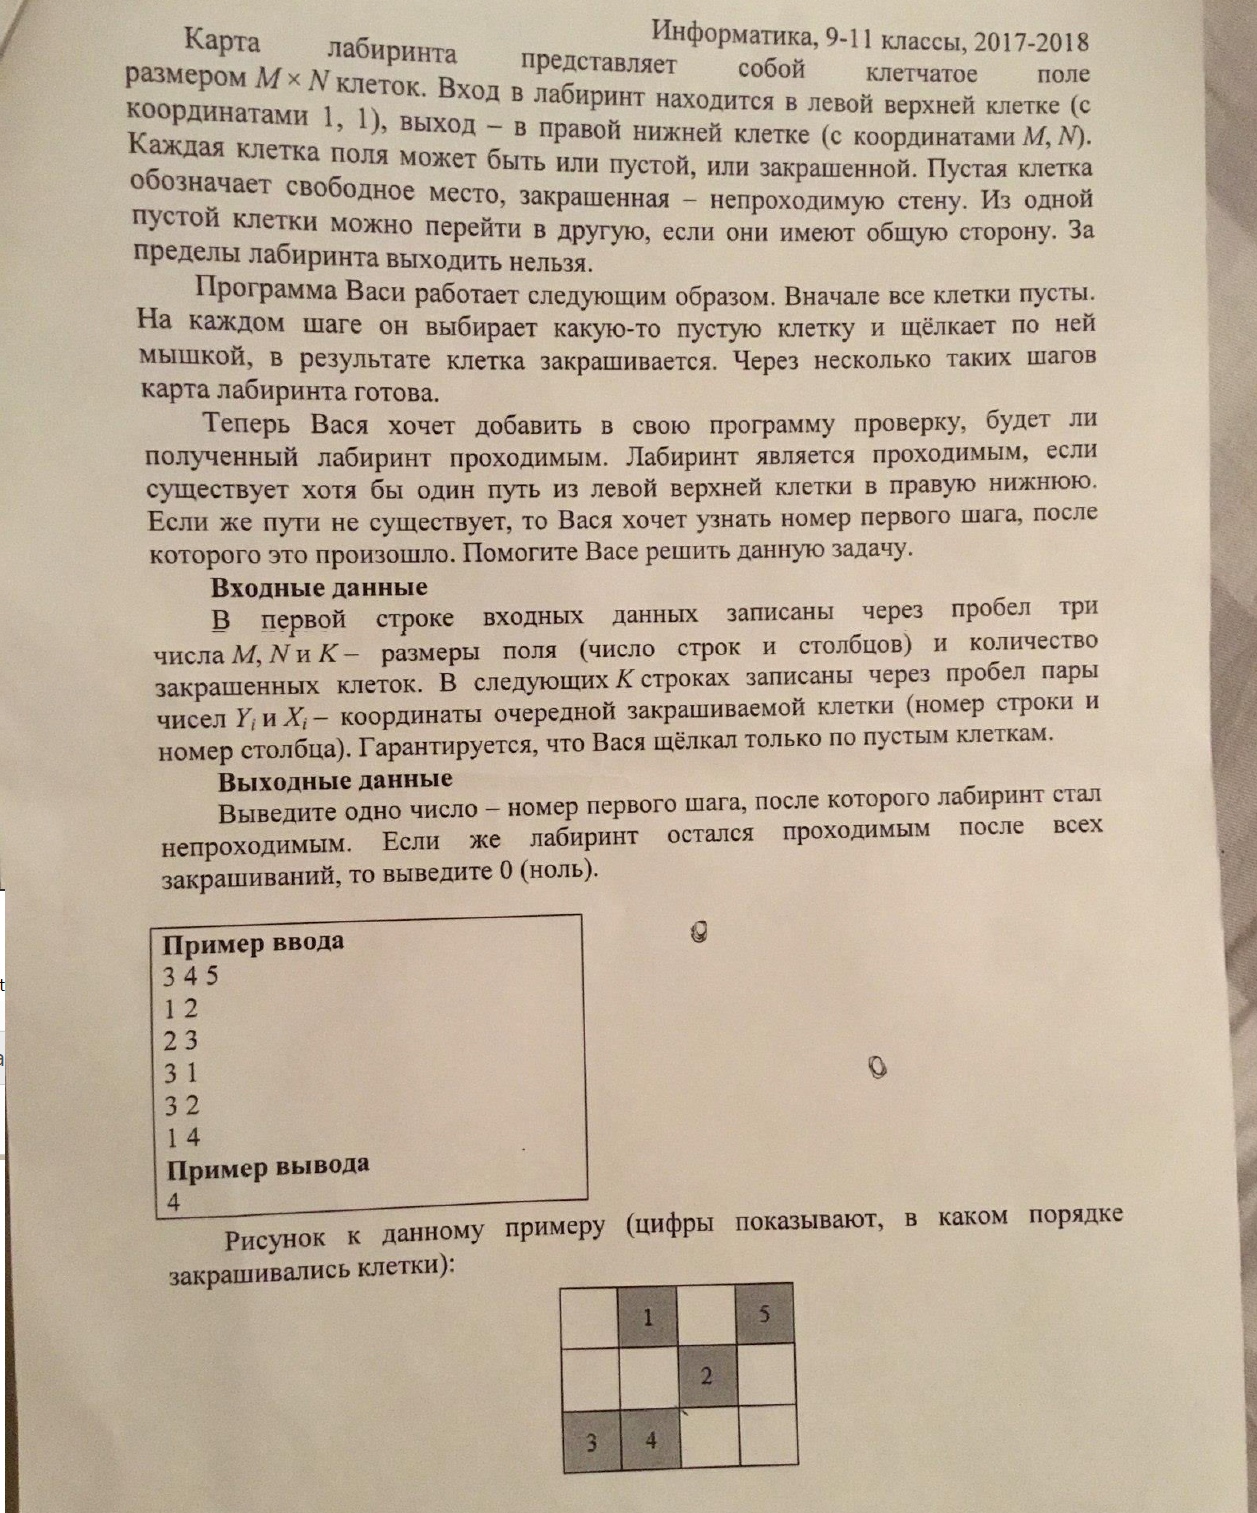 Информатика, 9-11 классы, 2017-2018
Карта лабиринта представляет собой клетчатое поле
размером M × N клеток. Вход в лабиринт находится в левой верхней клетке (с
координатами 1, 1), выход – в правой нижней клетке (с координатами M, N).
Каждая клетка поля может быть или пустой, или закрашенной. Пустая клетка
обозначает свободное место, закрашенная – непроходимую стену. Из одной
пустой клетки можно перейти в другую, если они имеют общую сторону. За
пределы лабиринта выходить нельзя.
Программа Васи работает следующим образом. Вначале все клетки пусты.
На каждом шаге он выбирает какую-то пустую клетку и щёлкает по ней
мышкой, в результате клетка закрашивается. Через несколько таких шагов
карта лабиринта готова.
Теперь Вася хочет добавить в свою программу проверку, будет ли
полученный лабиринт проходимым. Лабиринт является проходимым, если
существует хотя бы один путь из левой верхней клетки в правую нижнюю.
Если же пути не существует, то Вася хочет узнать номер первого шага, после
которого это произошло. Помогите Васе решить данную задачу.
Входные данные
В первой строке входных данных записаны через пробел три
числа M, N и K – размеры поля (число строк и столбцов) и количество
закрашенных клеток. В следующих K строках записаны через пробел пары
чисел Yi и Xi – координаты очередной закрашиваемой клетки (номер строки и
номер столбца). Гарантируется, что Вася щёлкал только по пустым клеткам.
Выходные данные
Выведите одно число – номер первого шага, после которого лабиринт стал
непроходимым. Если же лабиринт остался проходимым после всех
закрашиваний, то выведите 0 (ноль).
Пример ввода
3 4 5
1 2
2 3
3 1
3 2
1 4
Пример вывода
4
Рисунок к данному примеру (цифры показывают, в каком порядке
закрашивались клетки):
1 5
2
3 4